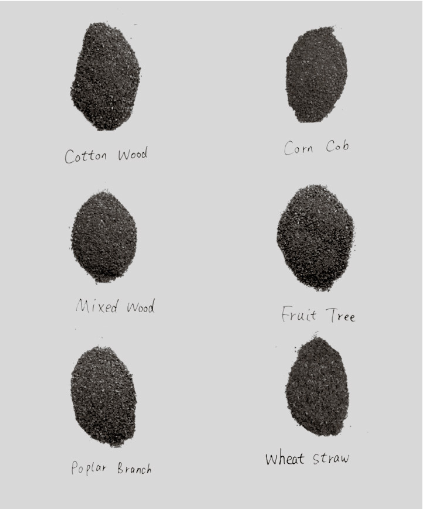 Cotton Wood
Corn Cob
Mixed Wood
Fruit Tree
Poplar Branch
Wheat Straw